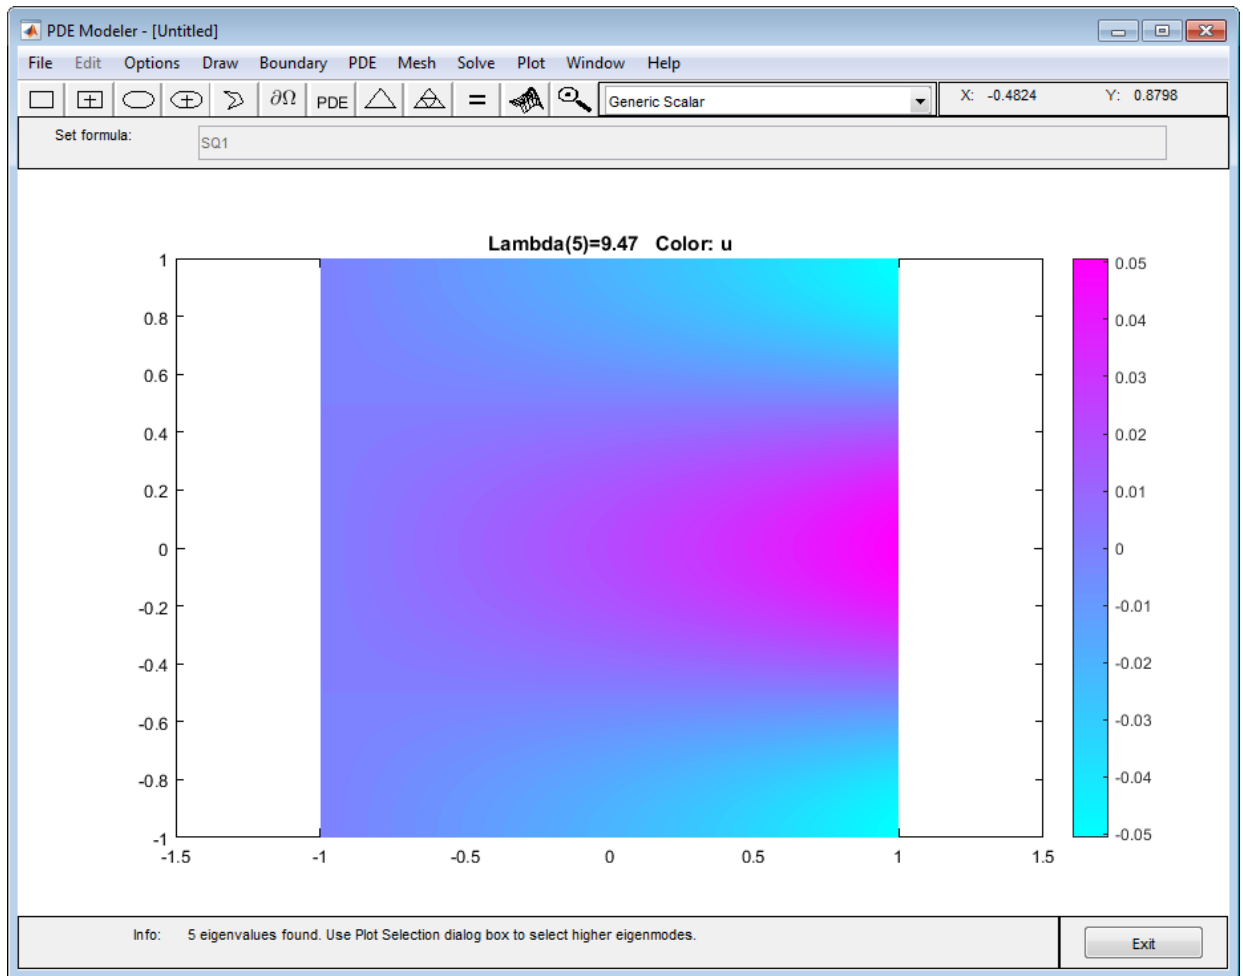 PDE Modeler - [Untitled]
File Edit Options Draw Boundary PDE Mesh Solve Plot Window Help
∂Ω PDE = Generic Scalar X: -0.4824 Y: 0.8798
Set formula: SQ1
Lambda(5)=9.47 Color: u
1
0.8
0.6
0.4
0.2
0
-0.2
-0.4
-0.6
-0.8
-1
-1.5 -1 -0.5 0 0.5 1 1.5
0.05
0.04
0.03
0.02
0.01
0
-0.01
-0.02
-0.03
-0.04
-0.05
Info: 5 eigenvalues found. Use Plot Selection dialog box to select higher eigenmodes.
Exit